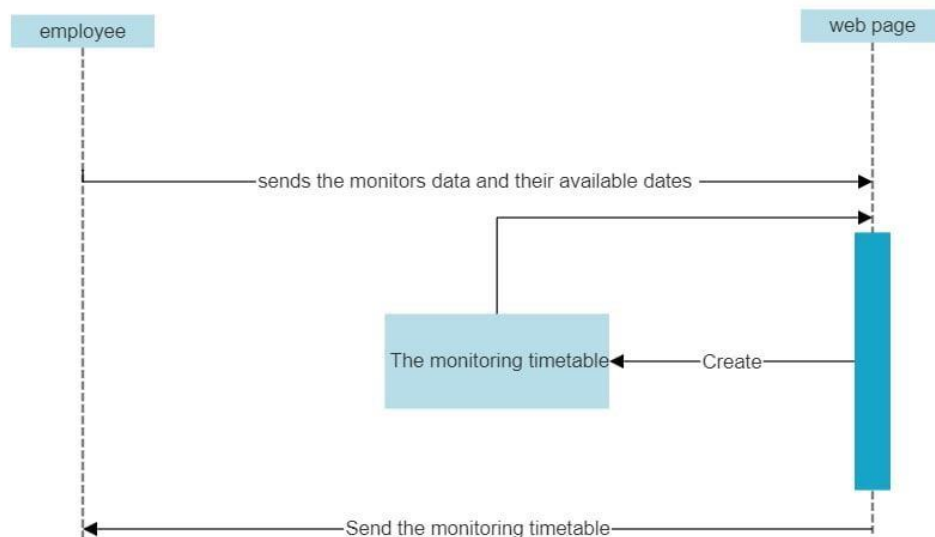 employee
web page
sends the monitors data and their available dates
The monitoring timetable
Create
Send the monitoring timetable